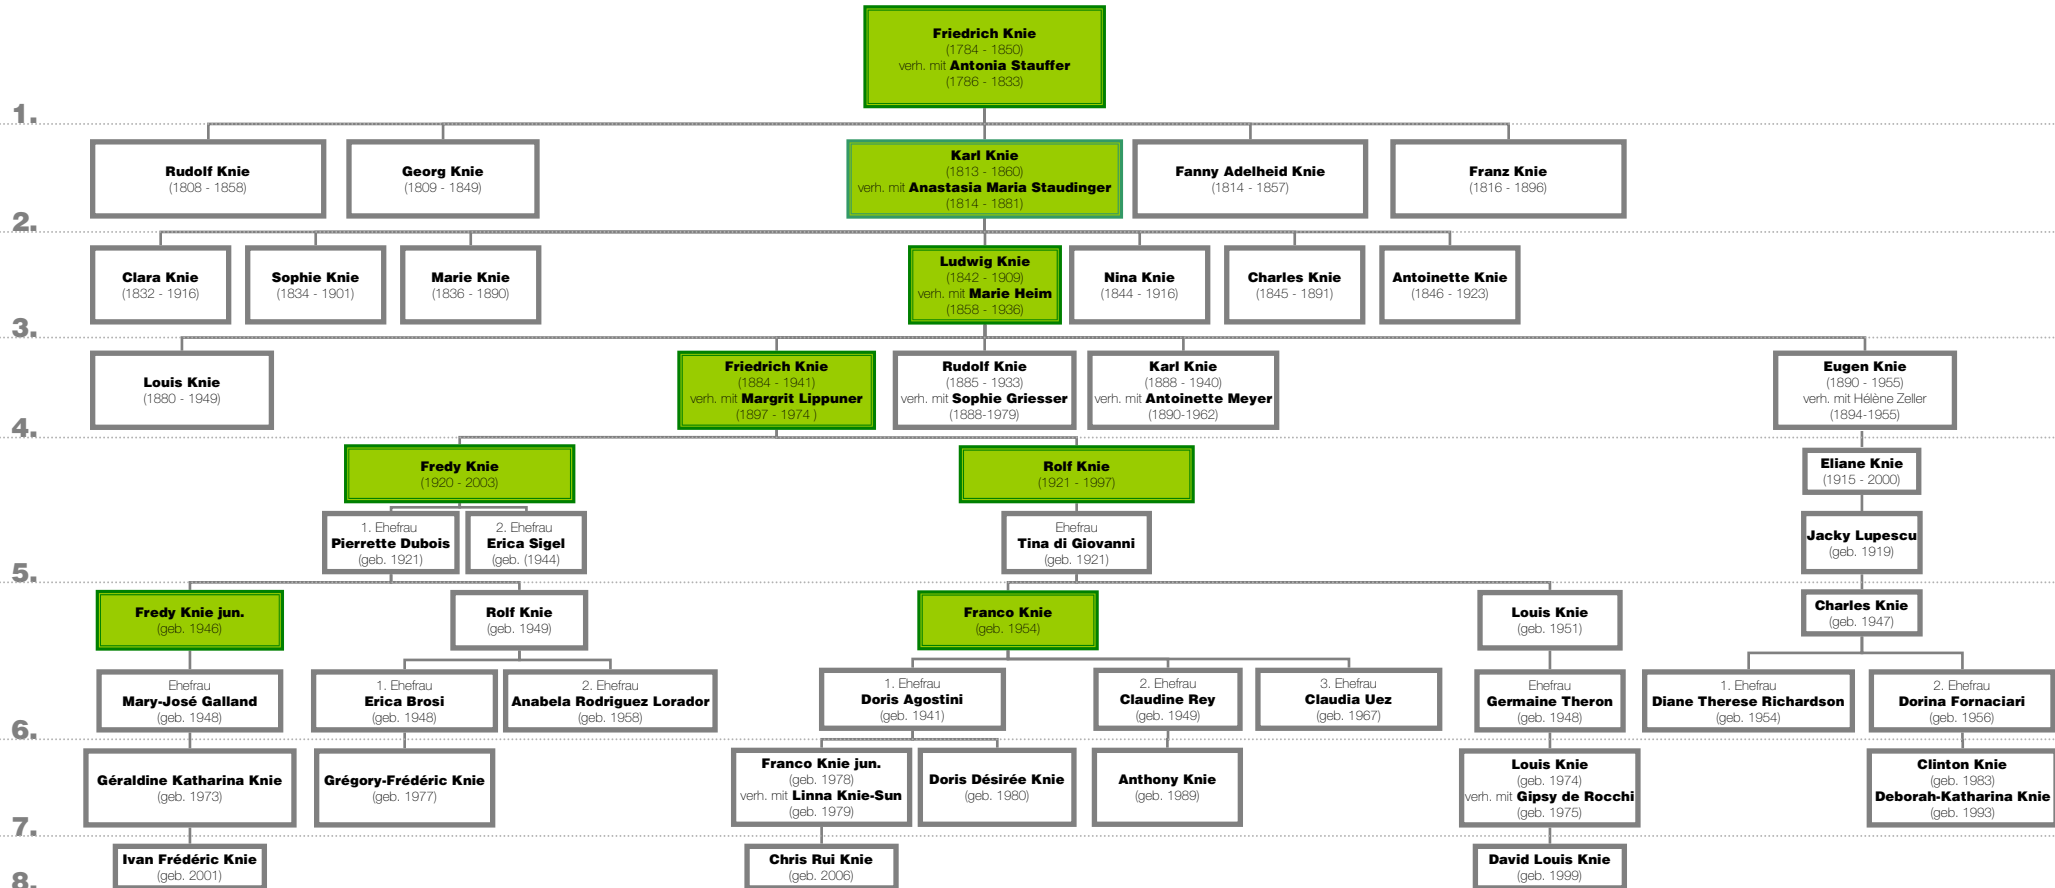 Friedrich Knie
(1784 - 1850)
verh. mit Antonia Stauffer
(1786 - 1833)
1.
Rudolf Knie
(1808 - 1858)
Georg Knie
(1809 - 1849)
Karl Knie
(1813 - 1860)
verh. mit Anastasia Maria Staudinger
(1814 - 1881)
Fanny Adelheid Knie
(1814 - 1857)
Franz Knie
(1816 - 1896)
2.
Clara Knie
(1832 - 1916)
Sophie Knie
(1834 - 1901)
Marie Knie
(1836 - 1890)
Ludwig Knie
(1842 - 1909)
verh. mit Marie Heim
(1858 - 1936)
Nina Knie
(1844 - 1916)
Charles Knie
(1845 - 1891)
Antoinette Knie
(1846 - 1923)
3.
Louis Knie
(1880 - 1949)
Friedrich Knie
(1884 - 1941)
verh. mit Margrit Lippuner
(1897 - 1974 )
Rudolf Knie
(1885 - 1933)
verh. mit Sophie Griesser
(1888-1979)
Karl Knie
(1888 - 1940)
verh. mit Antoinette Meyer
(1890-1962)
Eugen Knie
(1890 - 1955)
verh. mit Hélène Zeller
(1894-1955)
4.
Fredy Knie
(1920 - 2003)
Rolf Knie
(1921 - 1997)
Eliane Knie
(1915 - 2000)
1. Ehefrau
Pierrette Dubois
(geb. 1921)
2. Ehefrau
Erica Sigel
(geb. (1944)
Ehefrau
Tina di Giovanni
(geb. 1921)
Jacky Lupescu
(geb. 1919)
5.
Fredy Knie jun.
(geb. 1946)
Rolf Knie
(geb. 1949)
Franco Knie
(geb. 1954)
Louis Knie
(geb. 1951)
Charles Knie
(geb. 1947)
Ehefrau
Mary-José Galland
(geb. 1948)
1. Ehefrau
Erica Brosi
(geb. 1948)
2. Ehefrau
Anabela Rodriguez Lorador
(geb. 1958)
1. Ehefrau
Doris Agostini
(geb. 1941)
2. Ehefrau
Claudine Rey
(geb. 1949)
3. Ehefrau
Claudia Uez
(geb. 1967)
Ehefrau
Germaine Theron
(geb. 1948)
1. Ehefrau
Diane Therese Richardson
(geb. 1954)
2. Ehefrau
Dorina Fornaciari
(geb. 1956)
6.
Géraldine Katharina Knie
(geb. 1973)
Grégory-Frédéric Knie
(geb. 1977)
Franco Knie jun.
(geb. 1978)
verh. mit Linna Knie-Sun
(geb. 1979)
Doris Désirée Knie
(geb. 1980)
Anthony Knie
(geb. 1989)
Louis Knie
(geb. 1974)
verh. mit Gipsy de Rocchi
(geb. 1975)
Clinton Knie
(geb. 1983)
Deborah-Katharina Knie
(geb. 1993)
7.
Ivan Frédéric Knie
(geb. 2001)
Chris Rui Knie
(geb. 2006)
David Louis Knie
(geb. 1999)
8.